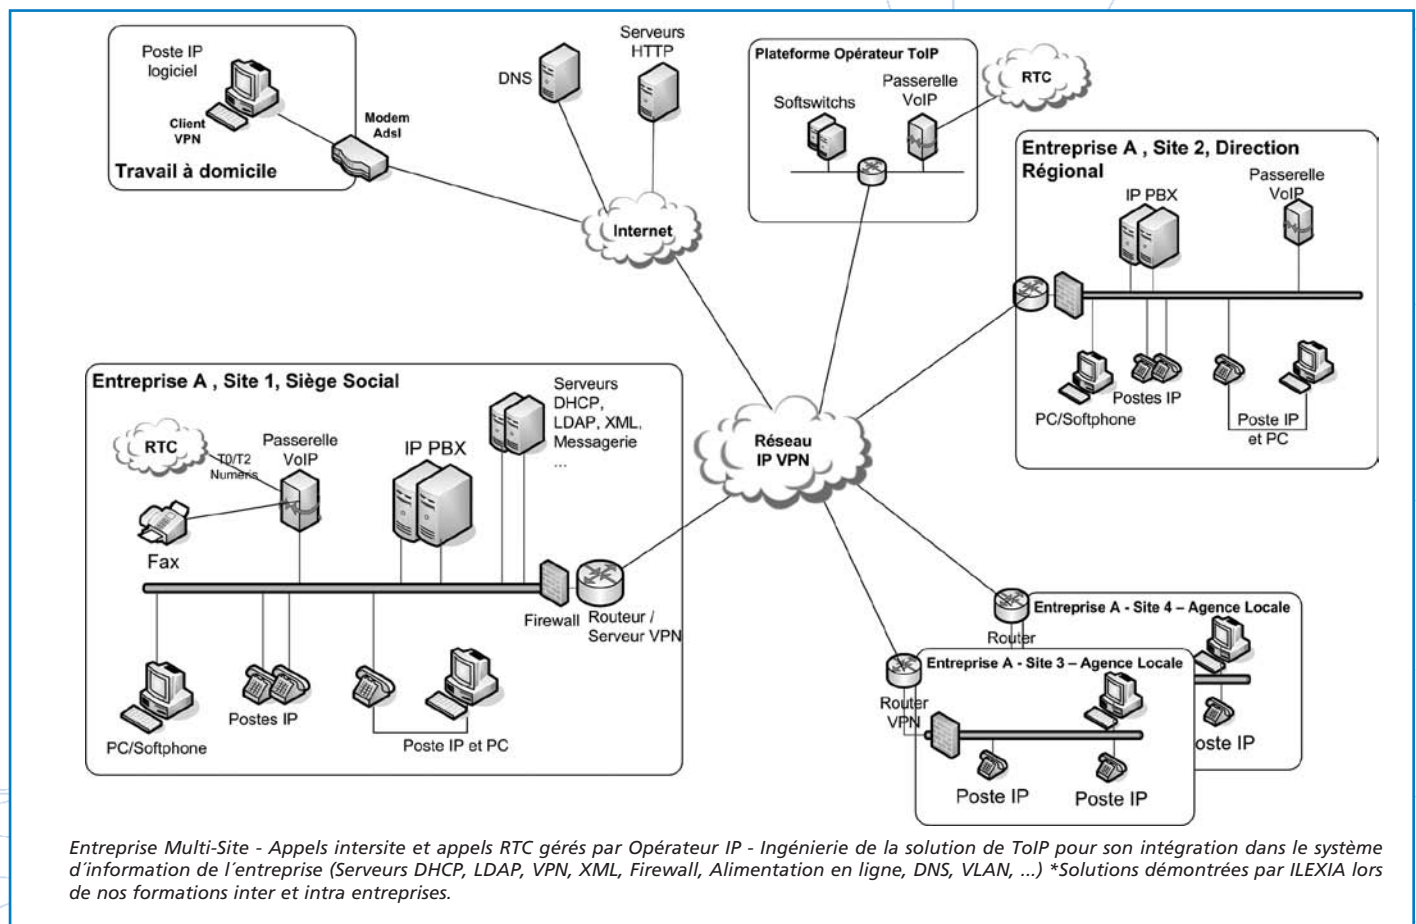 Poste IP
logiciel
Client
VPN
Modem
Adsl
Travail à domicile
DNS
Serveurs
HTTP
Internet
Plateforme Opérateur ToIP
Softswitchs
Passerelle
VoIP
RTC
Entreprise A , Site 2, Direction
Régional
IP PBX
Passerelle
VoIP
PC/Softphone
Postes IP
Poste IP
et PC
Réseau
IP VPN
Entreprise A , Site 1, Siège Social
RTC
T0/T2
Numeris
Passerelle
VoIP
IP PBX
Serveurs
DHCP,
LDAP, XML,
Messagerie
...
Fax
Firewall
Routeur /
Serveur VPN
PC/Softphone
Postes IP
Poste IP et PC
Router
Entreprise A - Site 4 – Agence Locale
oste IP
Router
VPN
Entreprise A - Site 3 – Agence Locale
Poste IP
Poste IP
Entreprise Multi-Site - Appels intersite et appels RTC gérés par Opérateur IP - Ingénierie de la solution de ToIP pour son intégration dans le système
d´information de l´entreprise (Serveurs DHCP, LDAP, VPN, XML, Firewall, Alimentation en ligne, DNS, VLAN, ...) *Solutions démontrées par ILEXIA lors
de nos formations inter et intra entreprises.